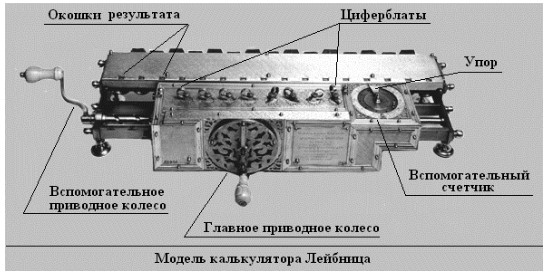 Окошки результата
Циферблаты
Упор
Вспомогательное
приводное колесо
Вспомогательный
счетчик
Главное приводное колесо
Модель калькулятора Лейбница